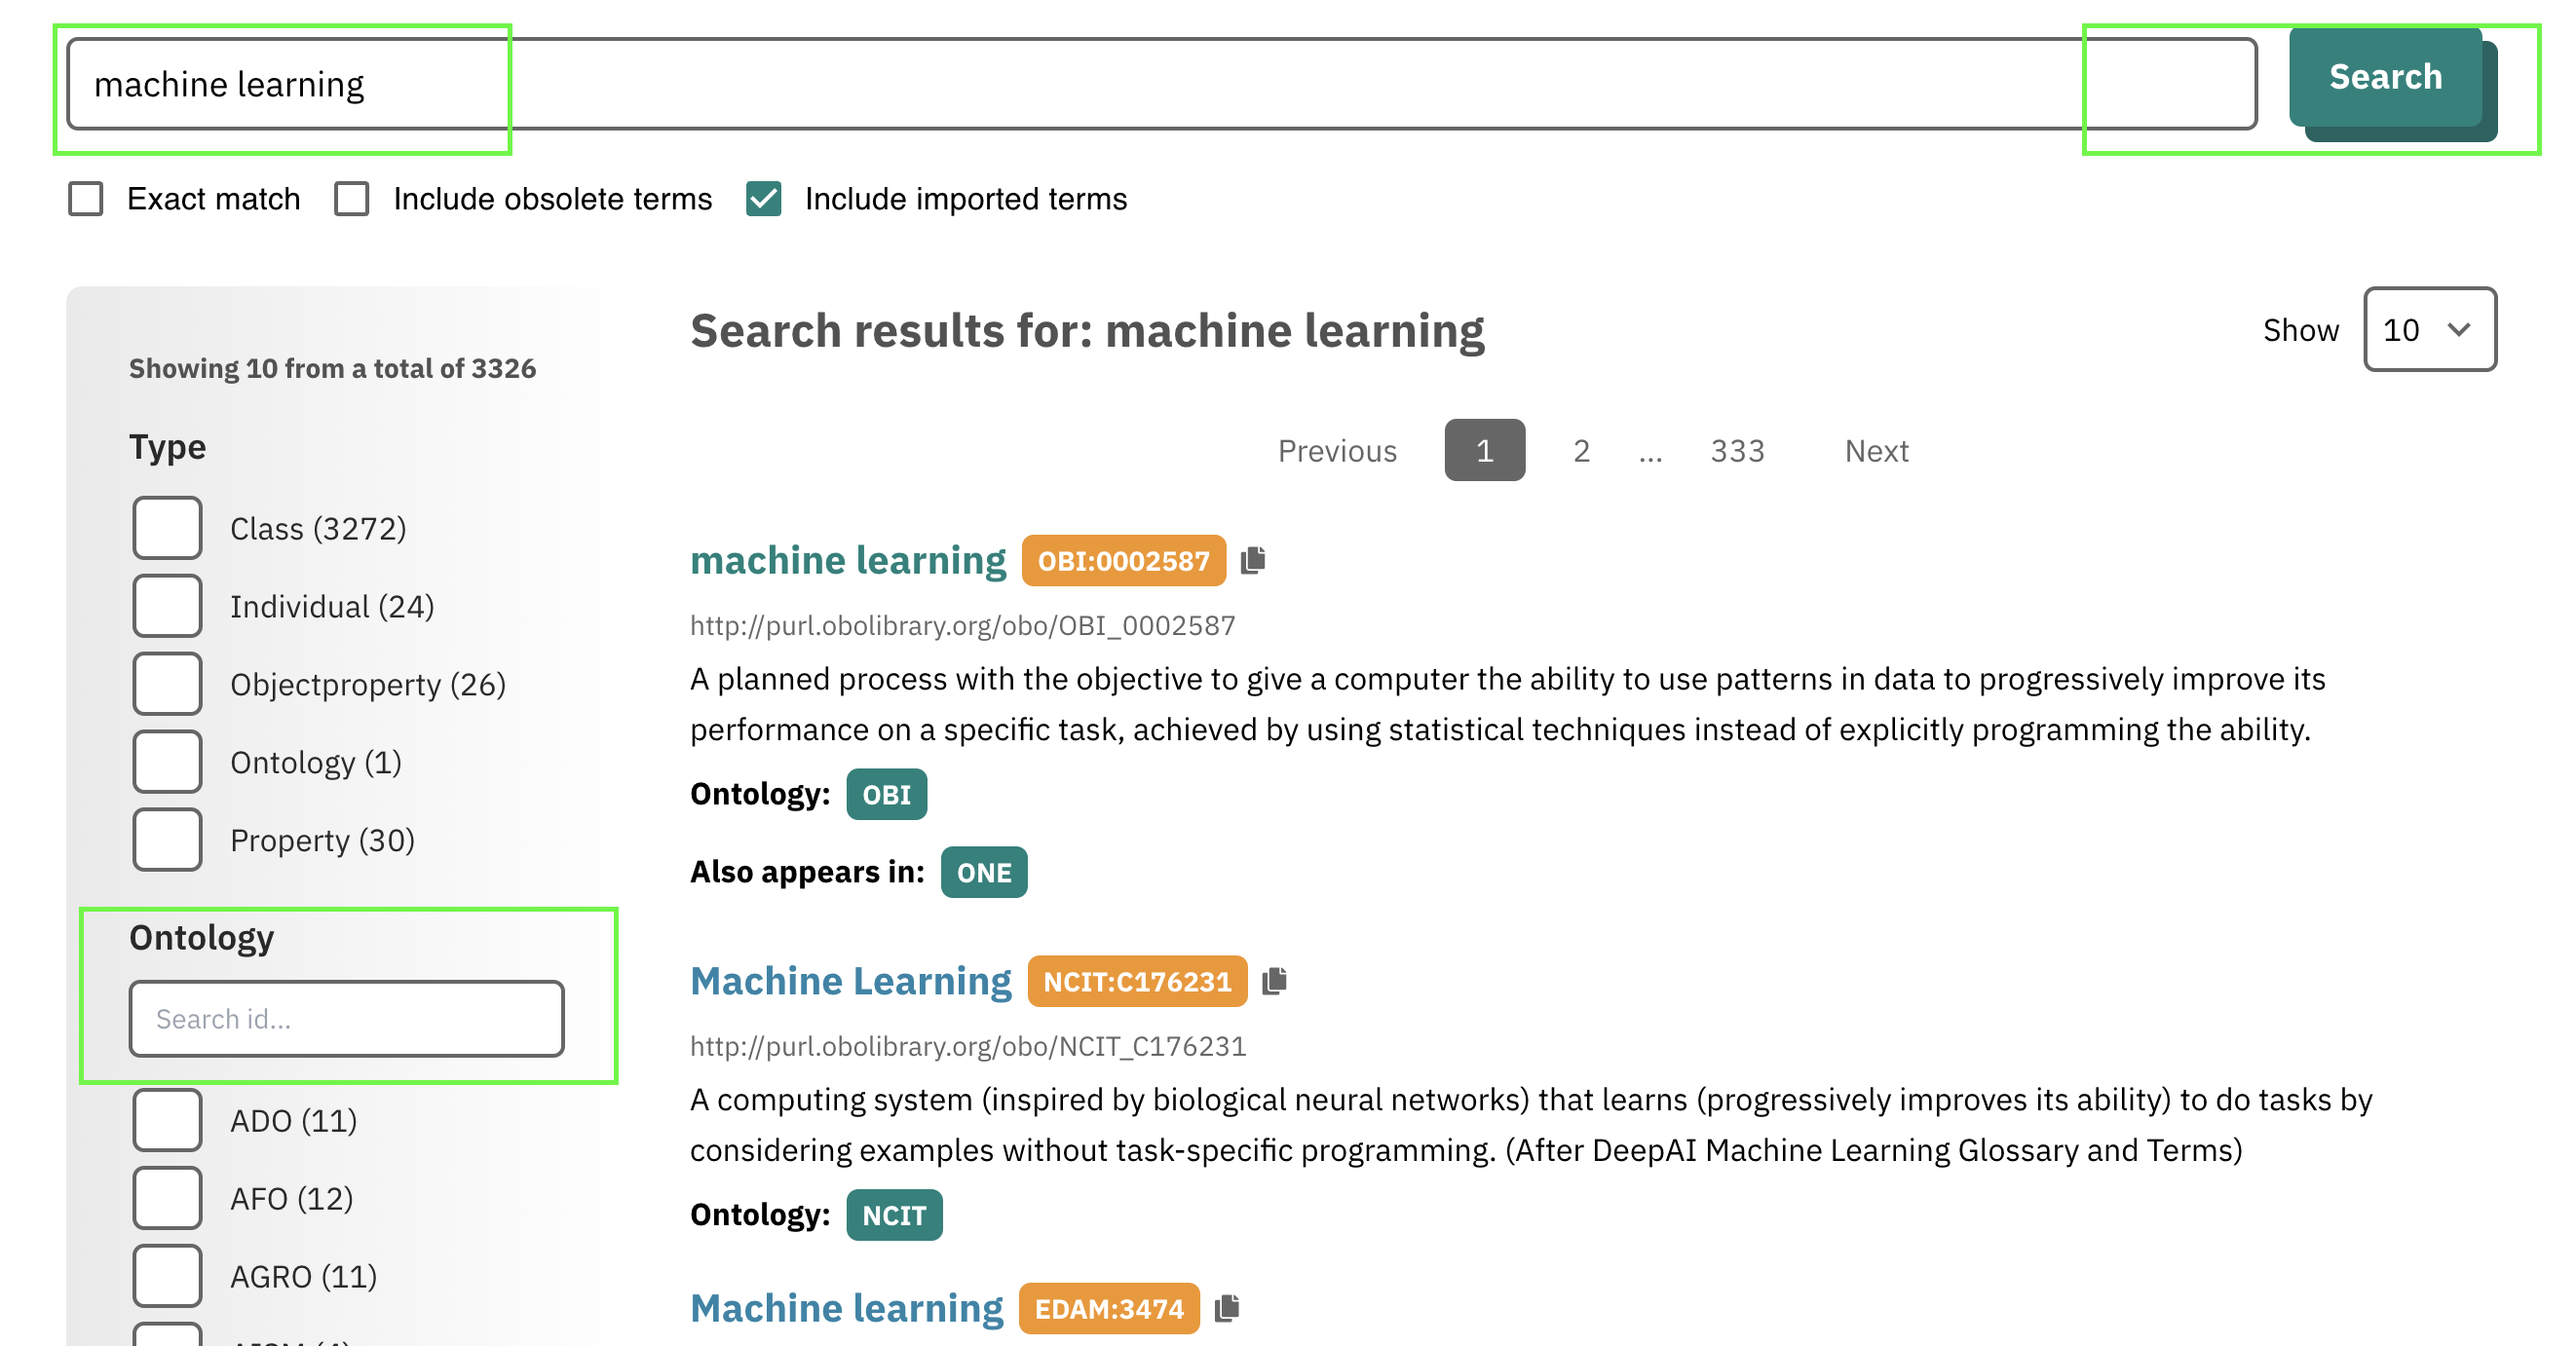 machine learning
Search
Exact match
Include obsolete terms
Include imported terms
Showing 10 from a total of 3326
Type
Class (3272)
Individual (24)
Objectproperty (26)
Ontology (1)
Property (30)
Ontology
Search id...
ADO (11)
AFO (12)
AGRO (11)
Search results for: machine learning
Show 10
Previous 1 2 ... 333 Next
machine learning OBI:0002587
http://purl.obolibrary.org/obo/OBI_0002587
A planned process with the objective to give a computer the ability to use patterns in data to progressively improve its
performance on a specific task, achieved by using statistical techniques instead of explicitly programming the ability.
Ontology: OBI
Also appears in: ONE
Machine Learning NCIT:C176231
http://purl.obolibrary.org/obo/NCIT_C176231
A computing system (inspired by biological neural networks) that learns (progressively improves its ability) to do tasks by
considering examples without task-specific programming. (After DeepAI Machine Learning Glossary and Terms)
Ontology: NCIT
Machine learning EDAM:3474